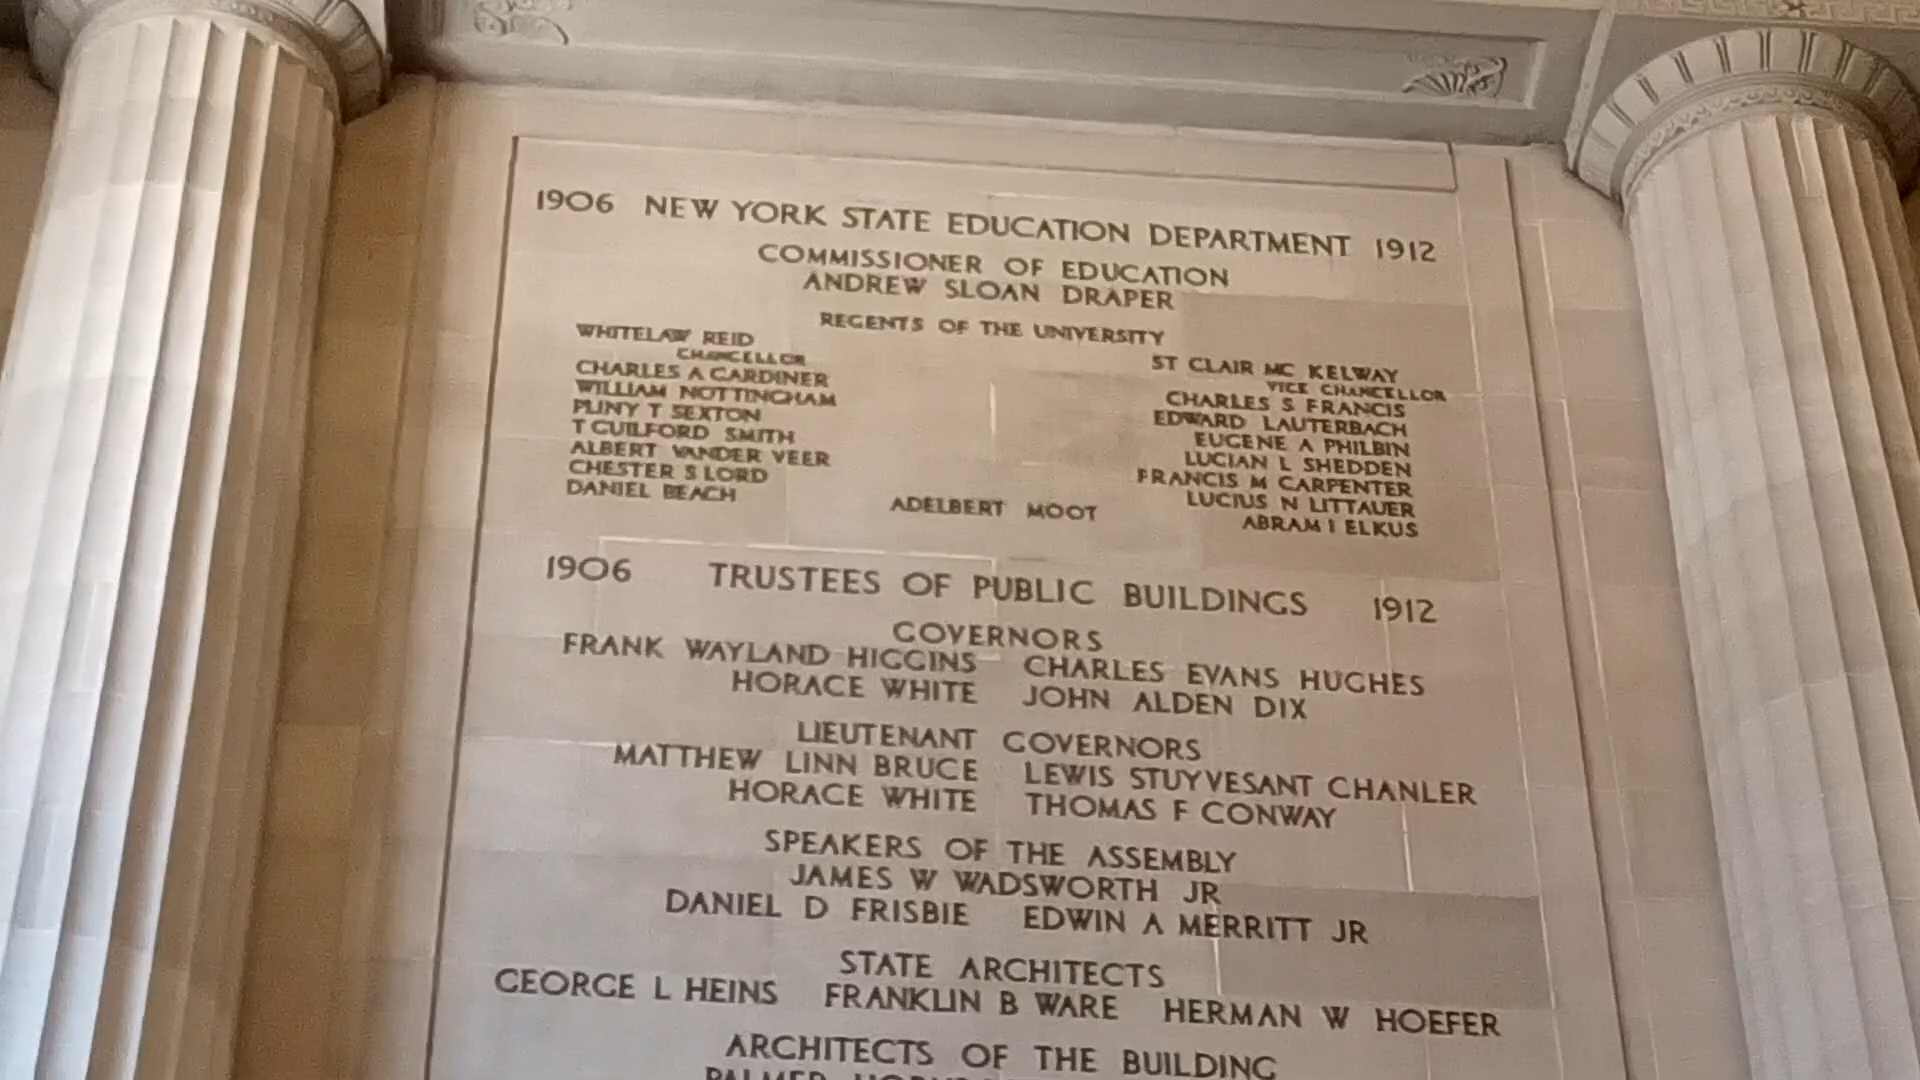 1906 NEW YORK STATE EDUCATION DEPARTMENT 1912
COMMISSIONER OF EDUCATION
ANDREW SLOAN DRAPER
REGENTS OF THE UNIVERSITY
WHITELAW REID
CHANCELLOR
CHARLES A GARDINER
WILLIAM NOTTINGHAM
PLINY T SEXTON
T GUILFORD SMITH
ALBERT VANDER VEER
CHESTER S LORD
DANIEL BEACH
ST CLAIR MC KELWAY
VICE CHANCELLOR
CHARLES S FRANCIS
EDWARD LAUTERBACH
EUGENE A PHILBIN
LUCIAN L SHEDDEN
FRANCIS M CARPENTER
LUCIUS N LITTAUER
ABRAM I ELKUS
ADELBERT MOOT
1906 TRUSTEES OF PUBLIC BUILDINGS 1912
GOVERNORS
FRANK WAYLAND HIGGINS CHARLES EVANS HUGHES
HORACE WHITE JOHN ALDEN DIX
LIEUTENANT GOVERNORS
MATTHEW LINN BRUCE LEWIS STUYVESANT CHANLER
HORACE WHITE THOMAS F CONWAY
SPEAKERS OF THE ASSEMBLY
JAMES W WADSWORTH JR
DANIEL D FRISBIE EDWIN A MERRITT JR
STATE ARCHITECTS
GEORGE L HEINS FRANKLIN B WARE HERMAN W HOEFER
ARCHITECTS OF THE BUILDING
PALMER